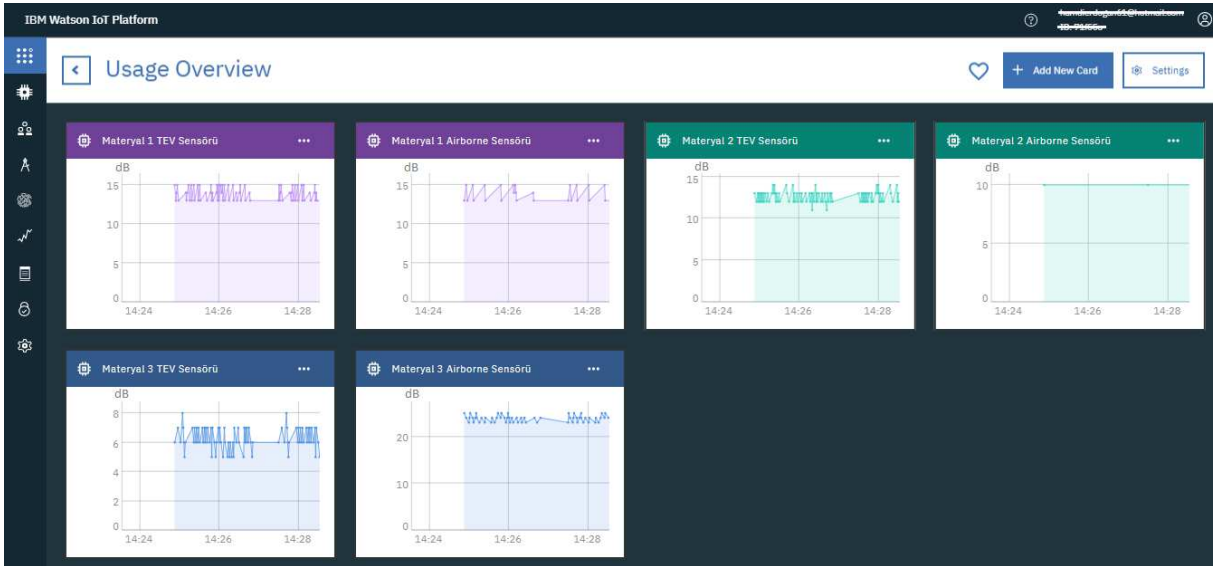 IBM Watson IoT Platform
Usage Overview
+ Add New Card
Settings
Materyal 1 TEV Sensörü
dB
15
10
5
0
14:24 14:26 14:28
Materyal 1 Airborne Sensörü
dB
15
10
5
0
14:24 14:26 14:28
Materyal 2 TEV Sensörü
dB
15
10
5
0
14:24 14:26 14:28
Materyal 2 Airborne Sensörü
dB
10
5
0
14:24 14:26 14:28
Materyal 3 TEV Sensörü
dB
8
6
4
2
0
14:24 14:26 14:28
Materyal 3 Airborne Sensörü
dB
20
10
0
14:24 14:26 14:28